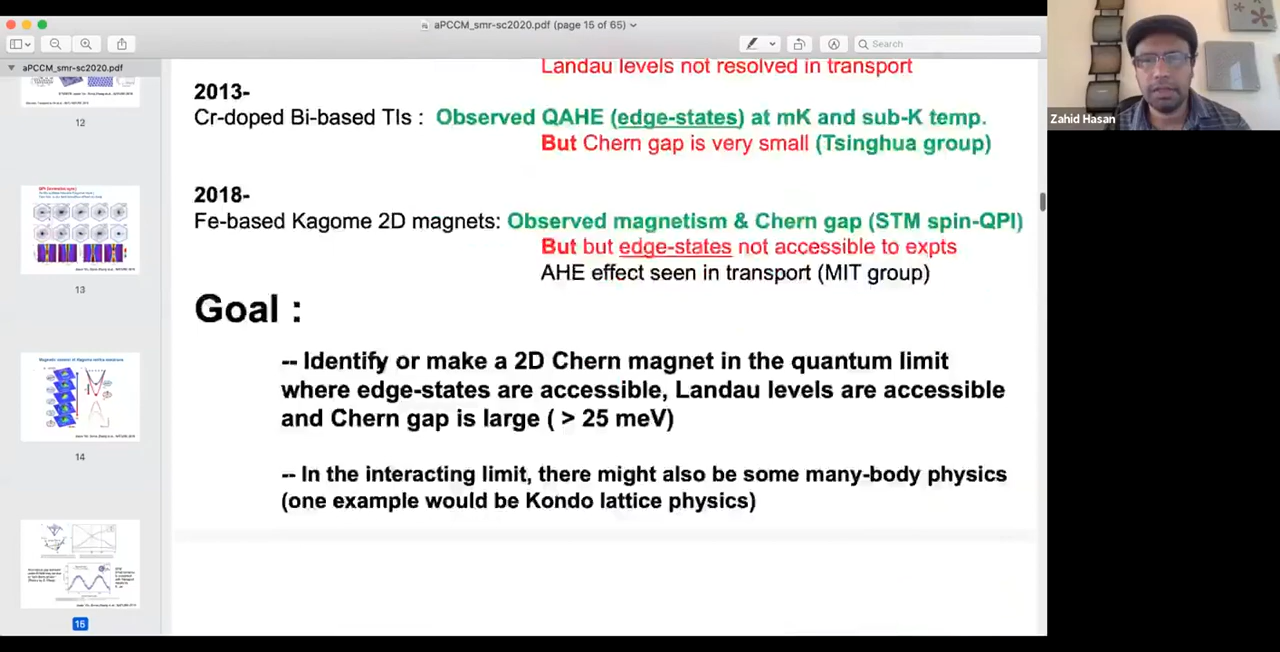 aPCCM_smr-sc2020.pdf (page 15 of 65)
Search
aPCCM_smr-sc2020.pdf
12
13
14
15
Landau levels not resolved in transport
2013-
Cr-doped Bi-based TIs : Observed QAHE (edge-states) at mK and sub-K temp.
But Chern gap is very small (Tsinghua group)
2018-
Fe-based Kagome 2D magnets: Observed magnetism & Chern gap (STM spin-QPI)
But but edge-states not accessible to expts
AHE effect seen in transport (MIT group)
Goal :
-- Identify or make a 2D Chern magnet in the quantum limit
where edge-states are accessible, Landau levels are accessible
and Chern gap is large ( > 25 meV)
-- In the interacting limit, there might also be some many-body physics
(one example would be Kondo lattice physics)
Zahid Hasan